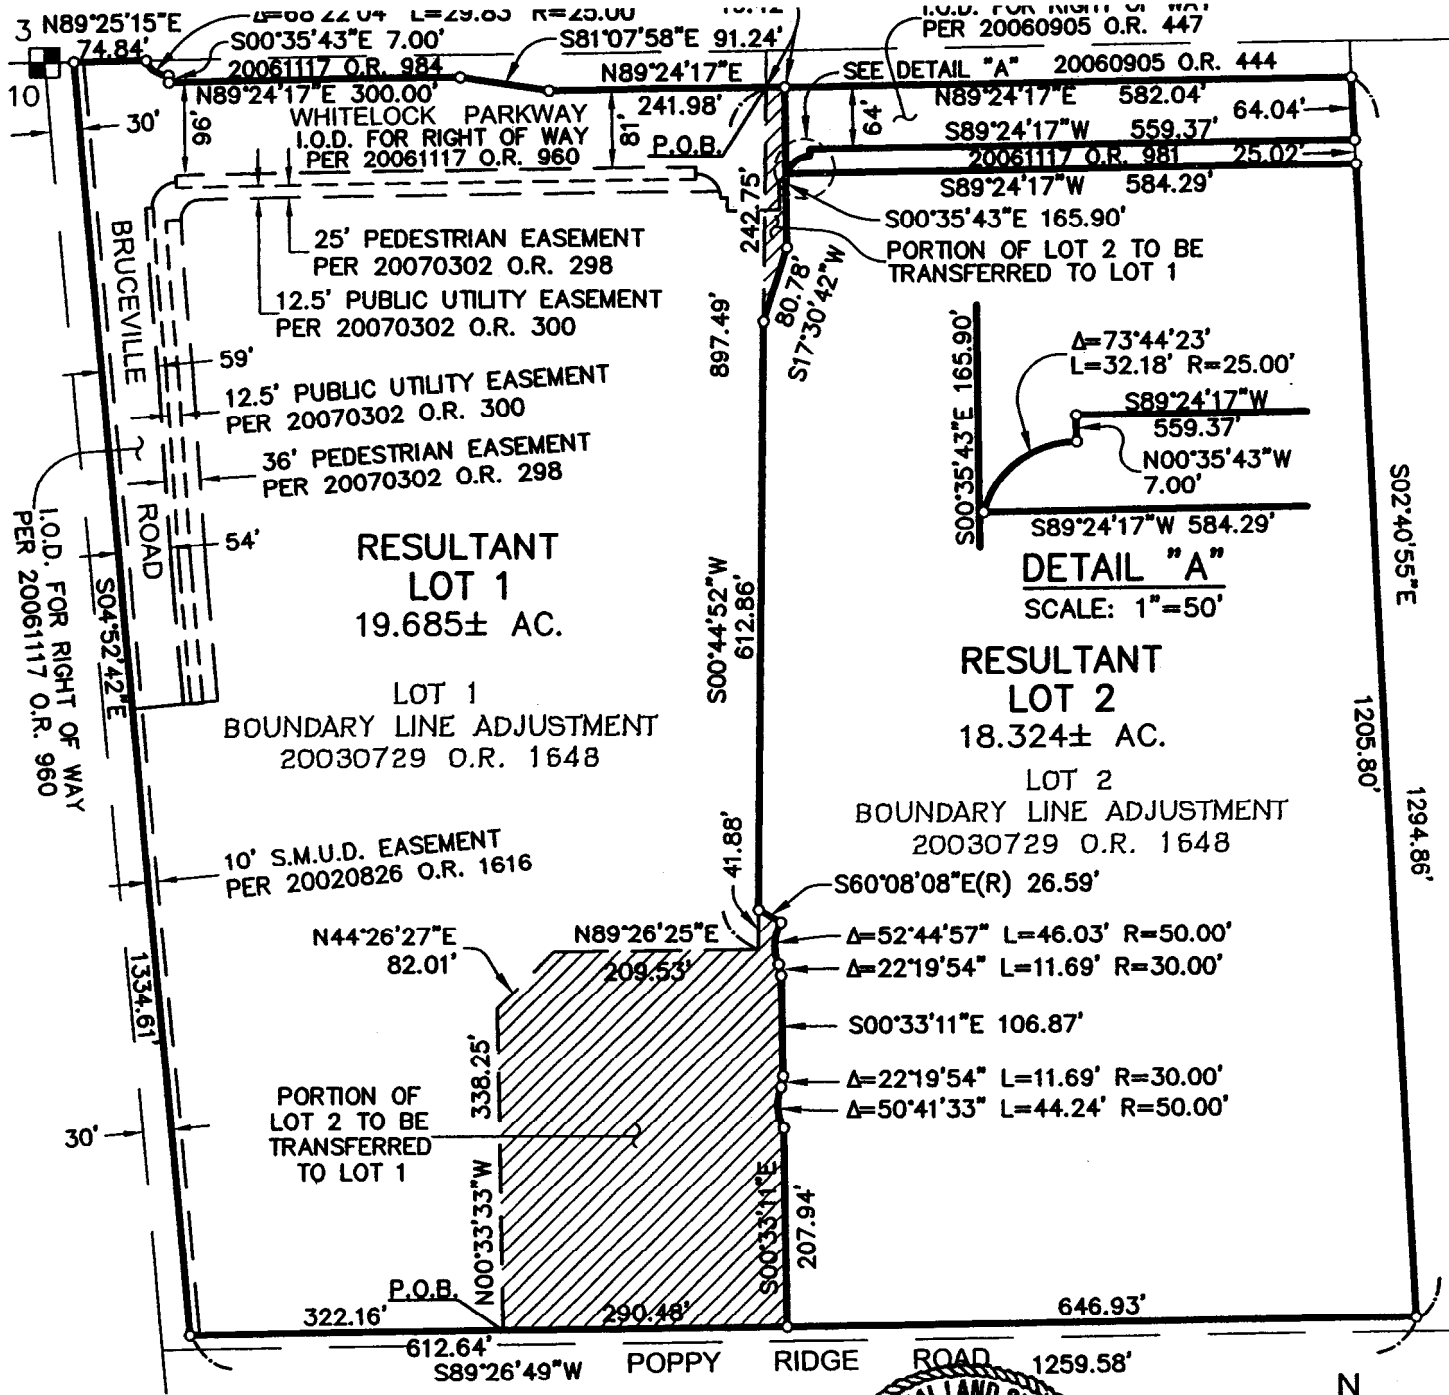 3
10
N89°25'15"E
74.84'
Δ=68°22'04" L=29.83' R=25.00'
S00°35'43"E 7.00'
20061117 O.R. 984
N89°24'17"E 300.00'
S81°07'58"E 91.24'
N89°24'17"E
241.98'
I.O.D. FOR RIGHT OF WAY
PER 20060905 O.R. 447
SEE DETAIL "A"
20060905 O.R. 444
N89°24'17"E 582.04'
64.04'
S89°24'17"W 559.37'
20061117 O.R. 981
25.02'
S89°24'17"W 584.29'
64'
30'
96'
WHITELOCK PARKWAY
I.O.D. FOR RIGHT OF WAY
PER 20061117 O.R. 960
81'
P.O.B.
242.75'
S00°35'43"E 165.90'
PORTION OF LOT 2 TO BE
TRANSFERRED TO LOT 1
80.78'
S17°30'42"W
897.49'
25' PEDESTRIAN EASEMENT
PER 20070302 O.R. 298
12.5' PUBLIC UTILITY EASEMENT
PER 20070302 O.R. 300
BRUCEVILLE
ROAD
59'
12.5' PUBLIC UTILITY EASEMENT
PER 20070302 O.R. 300
36' PEDESTRIAN EASEMENT
PER 20070302 O.R. 298
54'
I.O.D. FOR RIGHT OF WAY
PER 20061117 O.R. 960
S04°52'42"E
1334.61'
RESULTANT
LOT 1
19.685± AC.
LOT 1
BOUNDARY LINE ADJUSTMENT
20030729 O.R. 1648
S00°44'52"W
612.86'
S00°35'43"E 165.90'
Δ=73°44'23"
L=32.18' R=25.00'
S89°24'17"W
559.37'
N00°35'43"W
7.00'
S89°24'17"W 584.29'
DETAIL "A"
SCALE: 1"=50'
RESULTANT
LOT 2
18.324± AC.
LOT 2
BOUNDARY LINE ADJUSTMENT
20030729 O.R. 1648
S02°40'55"E
1205.80'
1294.86'
10' S.M.U.D. EASEMENT
PER 20020826 O.R. 1616
41.88'
S60°08'08"E(R) 26.59'
N44°26'27"E
82.01'
N89°26'25"E
209.53'
Δ=52°44'57" L=46.03' R=50.00'
Δ=22°19'54" L=11.69' R=30.00'
S00°33'11"E 106.87'
Δ=22°19'54" L=11.69' R=30.00'
Δ=50°41'33" L=44.24' R=50.00'
338.25'
N00°33'33"W
PORTION OF
LOT 2 TO BE
TRANSFERRED
TO LOT 1
30'
S00°33'11"E
207.94'
P.O.B.
322.16'
290.48'
646.93'
612.64'
S89°26'49"W
POPPY RIDGE ROAD
1259.58'
N